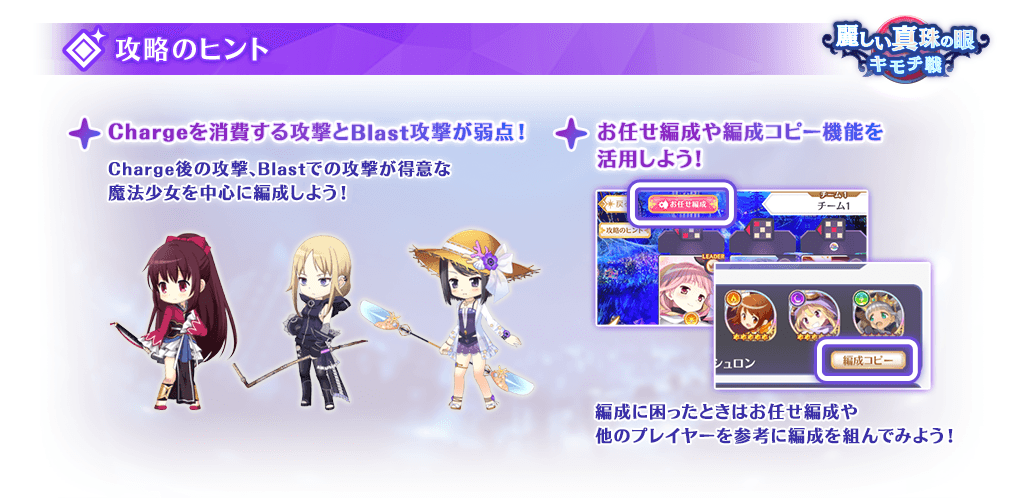 攻略のヒント
麗しい真珠の眼
キモチ戦
Chargeを消費する攻撃とBlast攻撃が弱点！
Charge後の攻撃、Blastでの攻撃が得意な
魔法少女を中心に編成しよう！
お任せ編成や編成コピー機能を
活用しよう！
お任せ編成
チーム1
攻略のヒント
LEADER
シュロン
編成コピー
編成に困ったときはお任せ編成や
他のプレイヤーを参考に編成を組んでみよう！